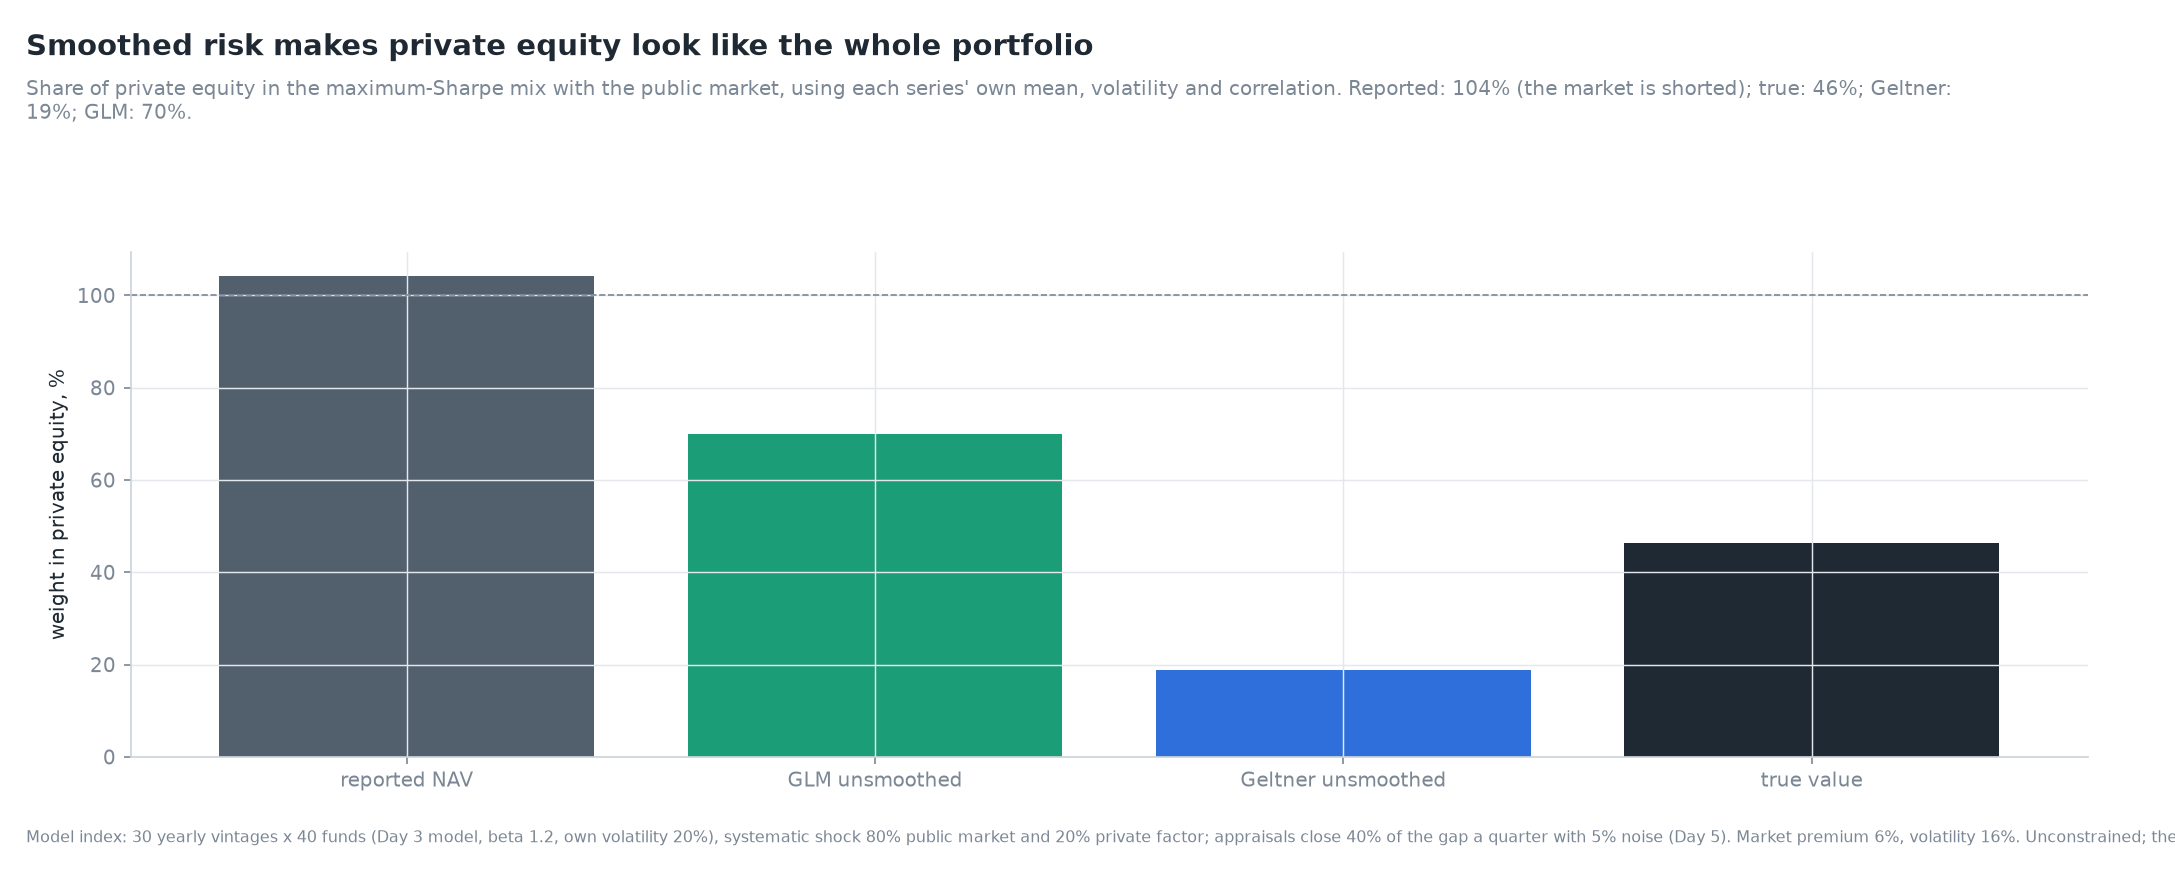 Smoothed risk makes private equity look like the whole portfolio
Share of private equity in the maximum-Sharpe mix with the public market, using each series' own mean, volatility and correlation. Reported: 104% (the market is shorted); true: 46%; Geltner:
19%; GLM: 70%.
weight in private equity, %
100
80
60
40
20
0
reported NAV
GLM unsmoothed
Geltner unsmoothed
true value
Model index: 30 yearly vintages x 40 funds (Day 3 model, beta 1.2, own volatility 20%), systematic shock 80% public market and 20% private factor; appraisals close 40% of the gap a quarter with 5% noise (Day 5). Market premium 6%, volatility 16%. Unconstrained; the